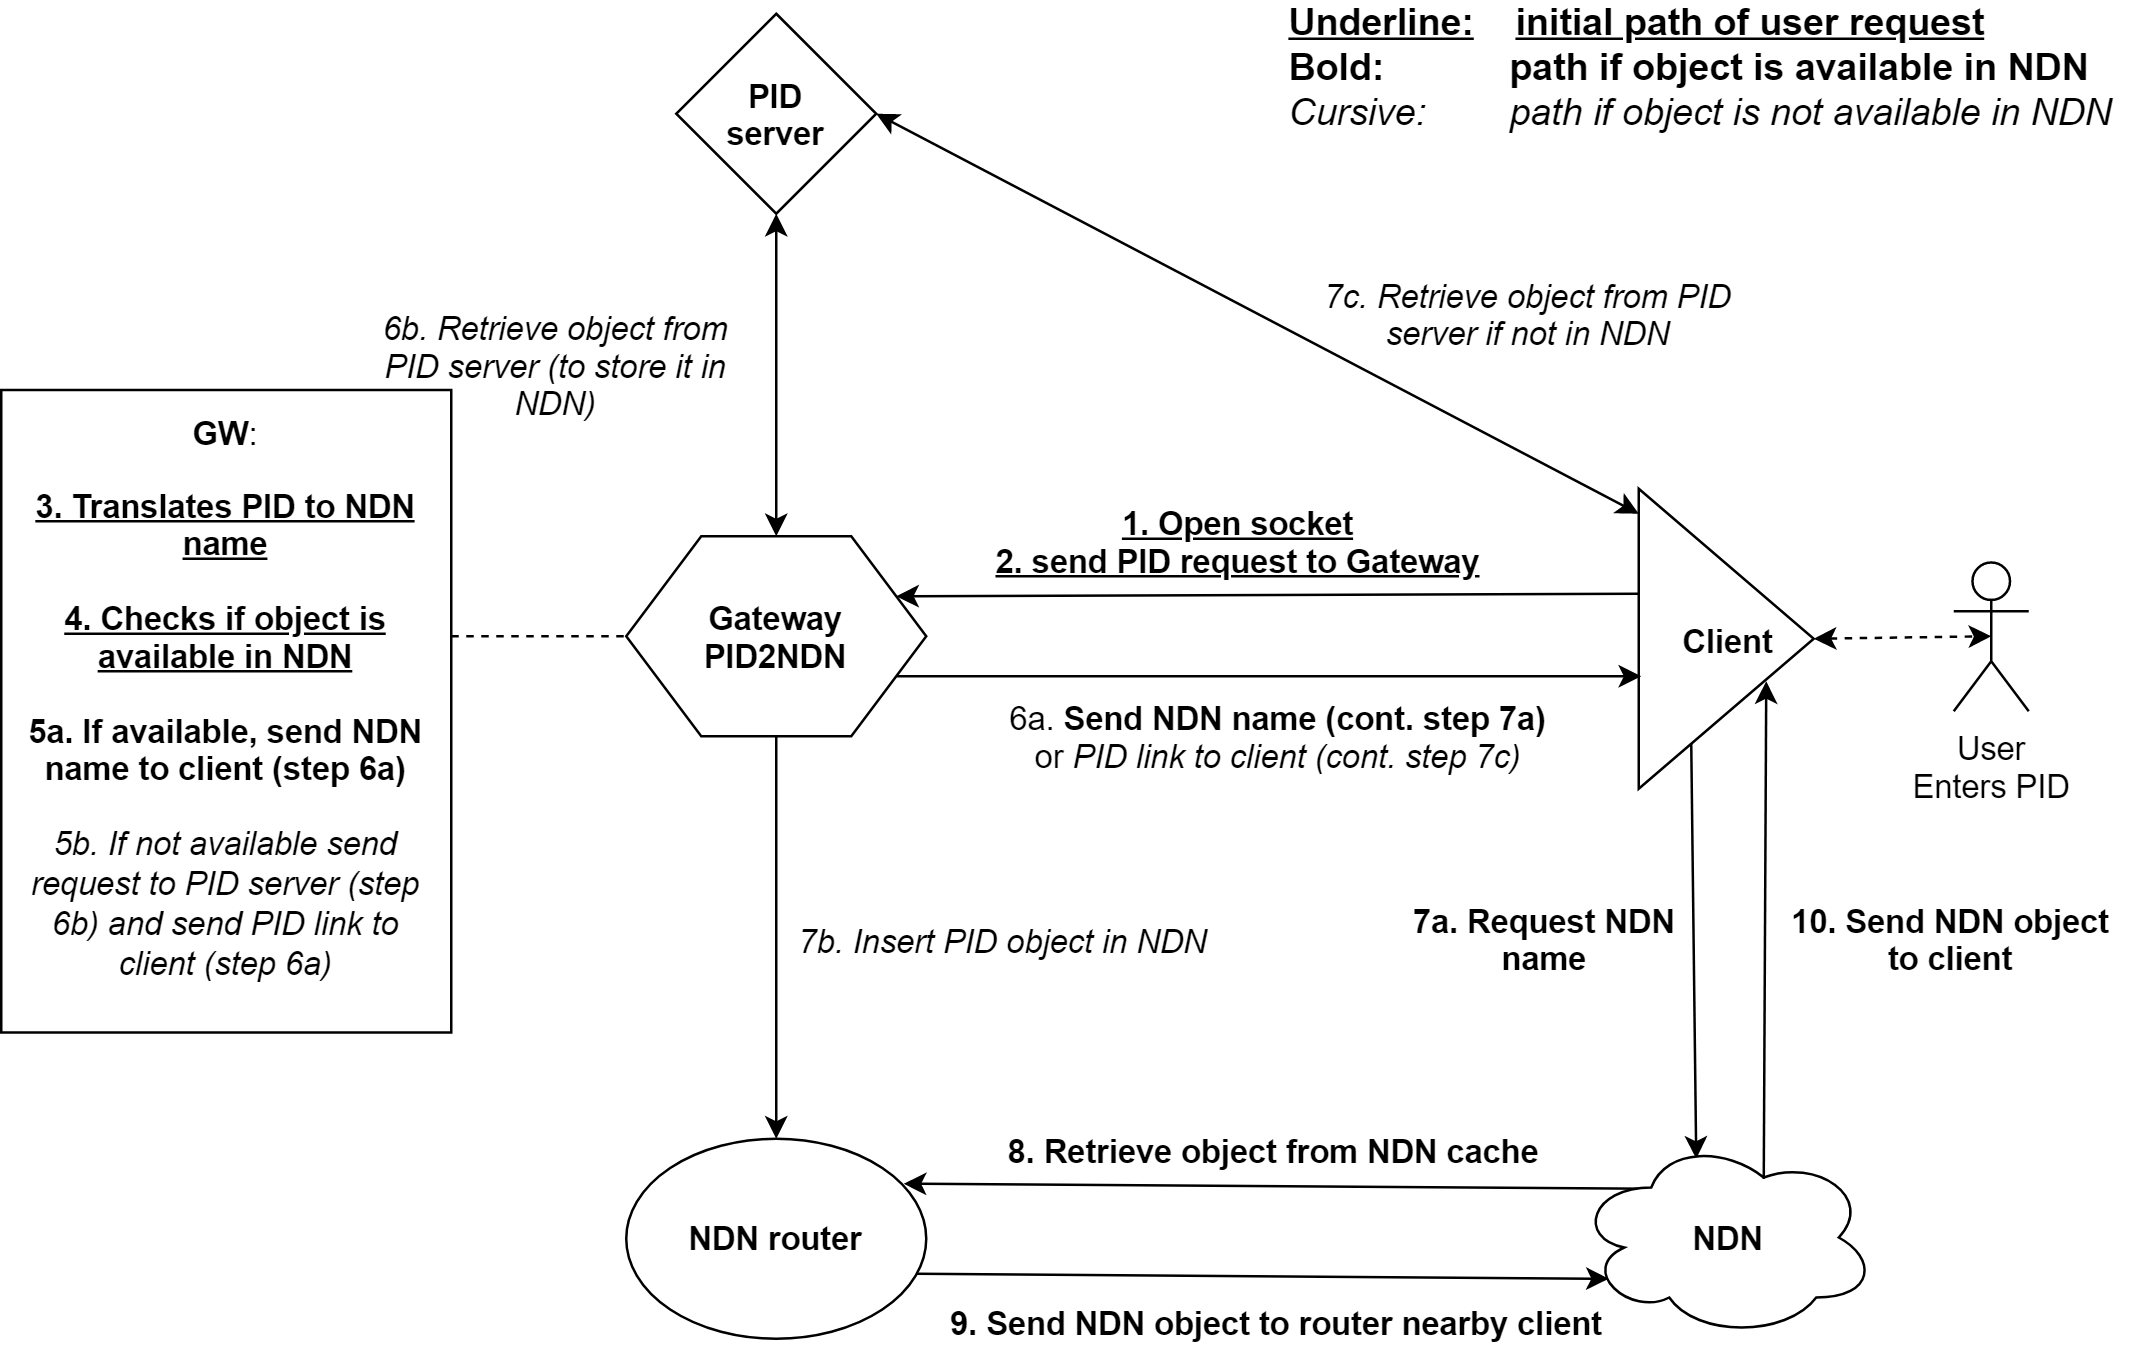 Underline: initial path of user request
Bold: path if object is available in NDN
Cursive: path if object is not available in NDN
PID
server
7c. Retrieve object from PID
server if not in NDN
6b. Retrieve object from
PID server (to store it in
NDN)
GW:
3. Translates PID to NDN
name
4. Checks if object is
available in NDN
5a. If available, send NDN
name to client (step 6a)
5b. If not available send
request to PID server (step
6b) and send PID link to
client (step 6a)
1. Open socket
2. send PID request to Gateway
Gateway
PID2NDN
Client
6a. Send NDN name (cont. step 7a)
or PID link to client (cont. step 7c)
User
Enters PID
7b. Insert PID object in NDN
7a. Request NDN
name
10. Send NDN object
to client
8. Retrieve object from NDN cache
NDN router
NDN
9. Send NDN object to router nearby client